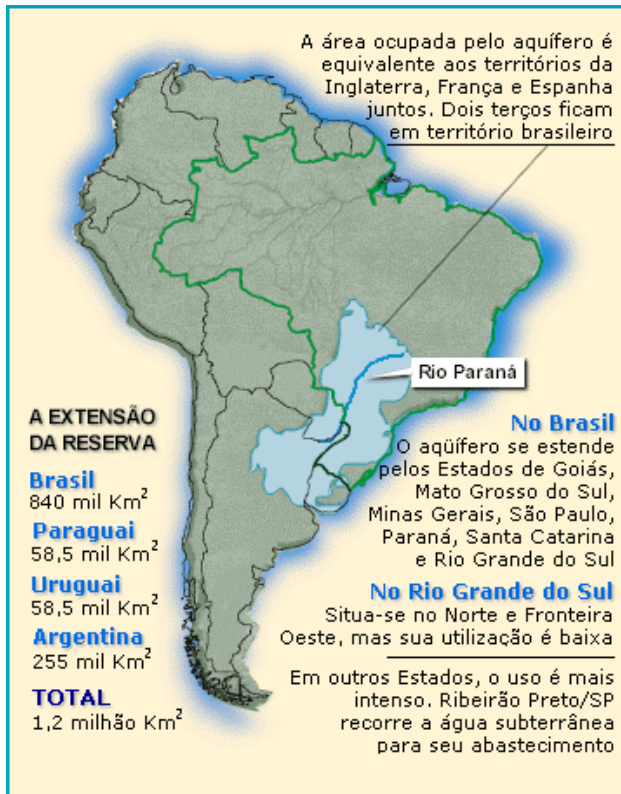 A área ocupada pelo aquífero é
equivalente aos territórios da
Inglaterra, França e Espanha
juntos. Dois terços ficam
em território brasileiro
Rio Paraná
A EXTENSÃO
DA RESERVA
Brasil
840 mil Km²
Paraguai
58,5 mil Km²
Uruguai
58,5 mil Km²
Argentina
255 mil Km²
TOTAL
1,2 milhão Km²
No Brasil
O aqüífero se estende
pelos Estados de Goiás,
Mato Grosso do Sul,
Minas Gerais, São Paulo,
Paraná, Santa Catarina
e Rio Grande do Sul
No Rio Grande do Sul
Situa-se no Norte e Fronteira
Oeste, mas sua utilização é baixa
Em outros Estados, o uso é mais
intenso. Ribeirão Preto/SP
recorre a água subterrânea
para seu abastecimento